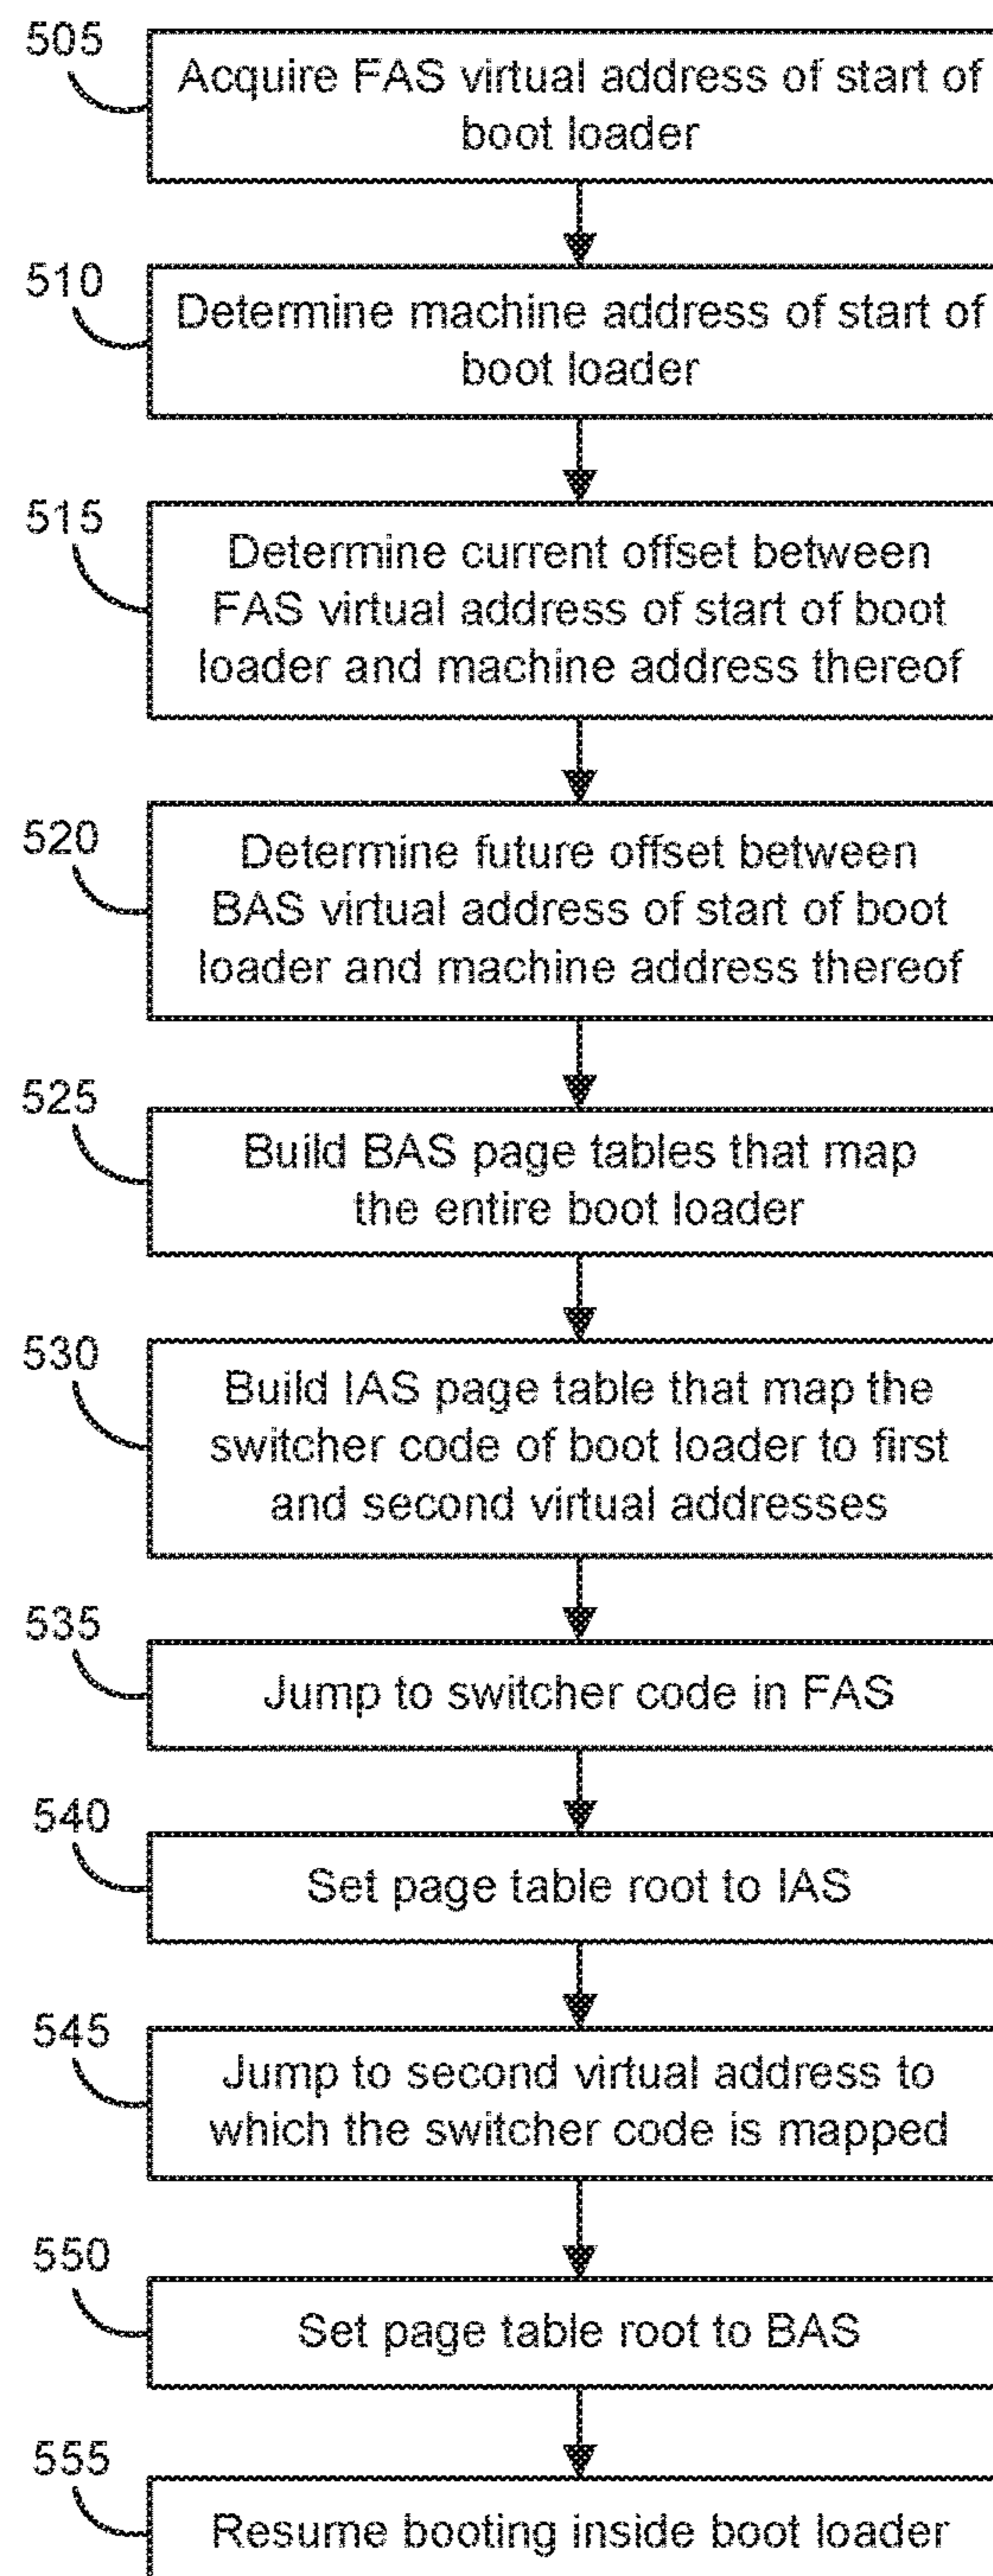 505
Acquire FAS virtual address of start of
boot loader
510
Determine machine address of start of
boot loader
515
Determine current offset between
FAS virtual address of start of boot
loader and machine address thereof
520
Determine future offset between
BAS virtual address of start of boot
loader and machine address thereof
525
Build BAS page tables that map
the entire boot loader
530
Build IAS page table that map the
switcher code of boot loader to first
and second virtual addresses
535
Jump to switcher code in FAS
540
Set page table root to IAS
545
Jump to second virtual address to
which the switcher code is mapped
550
Set page table root to BAS
555
Resume booting inside boot loader